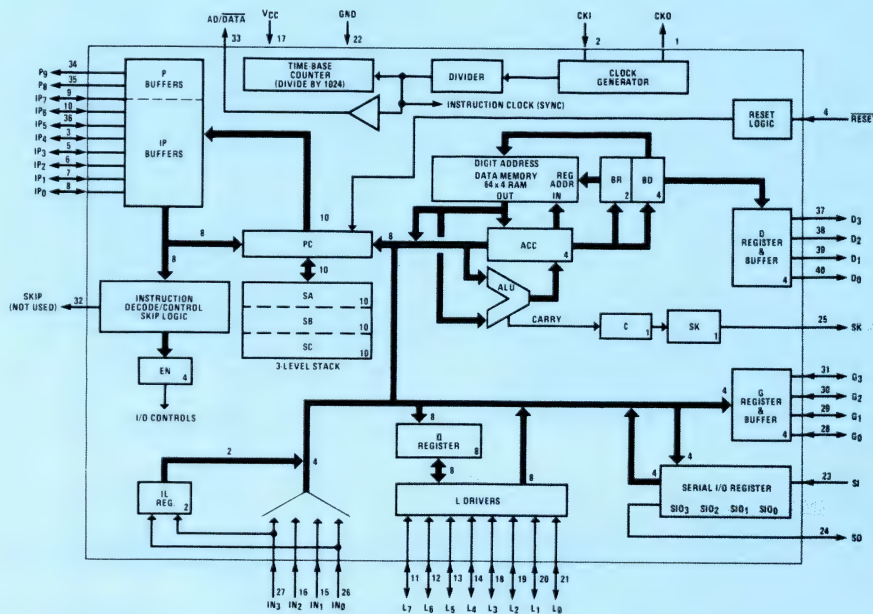 AD/DATA
33
VCC
17
GND
22
CKI
2
CKO
1
P9 34
P8 35
IP7 9
IP6 10
IP5 36
IP4 3
IP3 5
IP2 6
IP1 7
IP0 8
P
BUFFERS
IP
BUFFERS
TIME-BASE
COUNTER
(DIVIDE BY 1024)
DIVIDER
CLOCK
GENERATOR
INSTRUCTION CLOCK (SYNC)
RESET
LOGIC
4 RESET
DIGIT ADDRESS
DATA MEMORY
64 x 4 RAM
OUT
REG
ADDR
IN
BR
2
BD
4
D
REGISTER
&
BUFFER
4
37 D3
38 D2
39 D1
40 D0
10
8
8
PC
8
10
ACC
4
ALU
CARRY
C
1
SK
1
25 SK
SKIP
(NOT USED)
32
INSTRUCTION
DECODE/CONTROL
SKIP LOGIC
SA
10
SB
10
SC
10
3-LEVEL STACK
EN
4
I/O CONTROLS
4
G
REGISTER
&
BUFFER
4
31 G3
30 G2
29 G1
28 G0
2
4
8
Q
REGISTER
8
8
8
4
4
IL
REG.
2
L DRIVERS
SERIAL I/O REGISTER
SIO3 SIO2 SIO1 SIO0
23 SI
24 SO
27 16 15 26
IN3 IN2 IN1 IN0
11 12 13 14 18 19 20 21
L7 L6 L5 L4 L3 L2 L1 L0